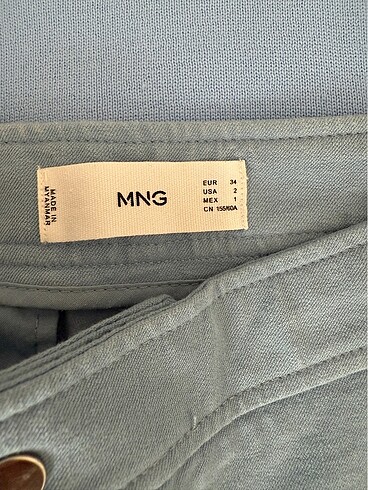 MADE IN
MYANMAR
MNG
EUR 34
USA 2
MEX 1
CN 155/60A